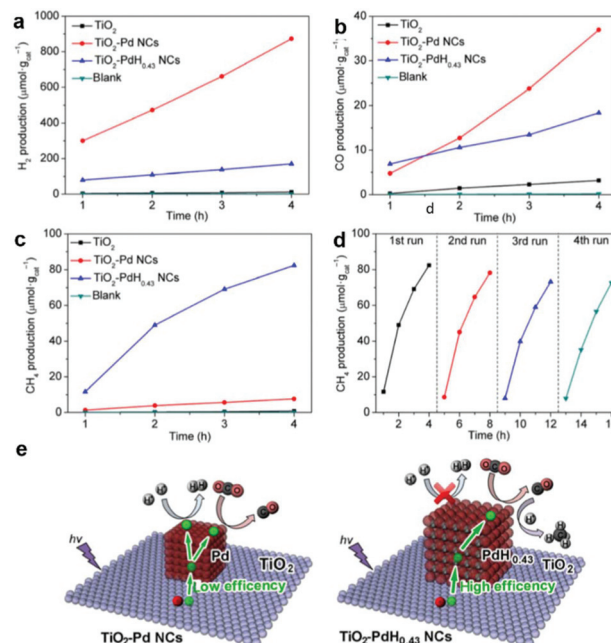 a
H₂ production (μmol·g_cat⁻¹)
1000
800
600
400
200
0
TiO₂
TiO₂-Pd NCs
TiO₂-PdH₀.₄₃ NCs
Blank
1 2 3 4
Time (h)
b
CO production (μmol·g_cat⁻¹)
40
30
20
10
0
TiO₂
TiO₂-Pd NCs
TiO₂-PdH₀.₄₃ NCs
Blank
1 2 3 4
Time (h)
d
c
CH₄ production (μmol·g_cat⁻¹)
100
80
60
40
20
0
TiO₂
TiO₂-Pd NCs
TiO₂-PdH₀.₄₃ NCs
Blank
1 2 3 4
Time (h)
d
CH₄ production (μmol·g_cat⁻¹)
100
80
60
40
20
0
1st run 2nd run 3rd run 4th run
2 4 6 8 10 12 14
Time (h)
e
H H H H
hν
Pd
TiO₂
Low efficency
TiO₂-Pd NCs
H H H H
H
hν
PdH₀.₄₃
TiO₂
High efficency
TiO₂-PdH₀.₄₃ NCs